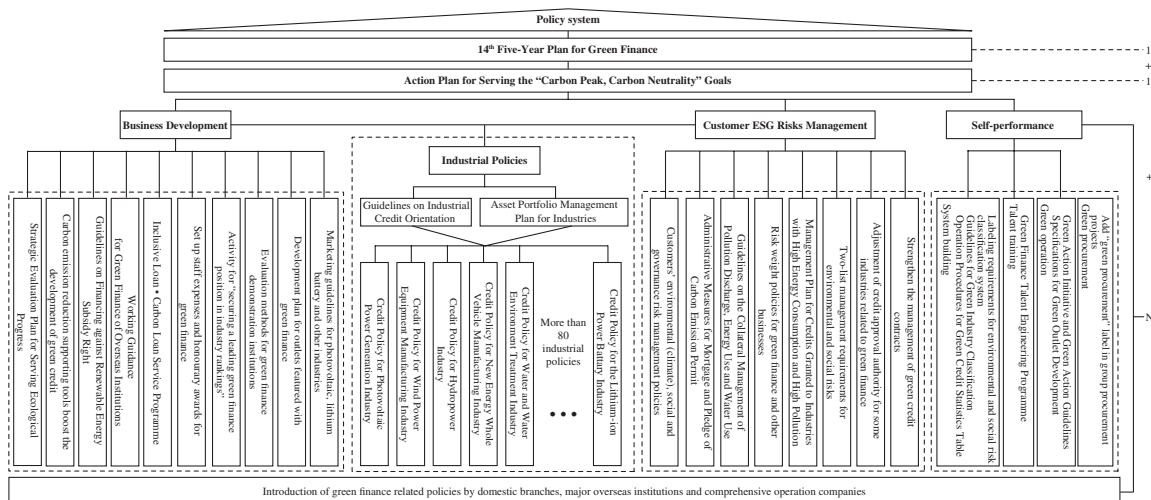 Policy system
14th Five-Year Plan for Green Finance
1
+
Action Plan for Serving the “Carbon Peak, Carbon Neutrality” Goals
1
Business Development
Customer ESG Risks Management
Self-performance
Industrial Policies
+
Guidelines on Industrial
Credit Orientation
Asset Portfolio Management
Plan for Industries
Strategic Evaluation Plan for Serving Ecological
Progress
Carbon emission reduction supporting tools boost the
development of green credit
Guidelines on Financing against Renewable Energy
Subsidy Right
Working Guidance
for Green Finance of Overseas Institutions
Inclusive Loan • Carbon Loan Service Programme
Set up staff expenses and honourary awards for
green finance
Activity for “securing a leading green finance
position in industry rankings”
Evaluation methods for green finance
demonstration institutions
Development plan for outlets featured with
green finance
Marketing guidelines for photovoltaic, lithium
battery and other industries
Credit Policy for Photovoltaic
Power Generation Industry
Credit Policy for Wind Power
Equipment Manufacturing Industry
Credit Policy for Hydropower
Industry
Credit Policy for New Energy Whole
Vehicle Manufacturing Industry
Credit Policy for Water and Water
Environment Treatment Industry
More than
80
industrial
policies
•••
Credit Policy for the Lithium-ion
Power Battary Industry
Customers’ environmental (climate), social and
governance risk management policies
Administrative Measures for Mortgage and Pledge of
Carbon Emission Permit
Guidelines on the Collateral Management of
Pollution Discharge, Energy Use and Water Use
Risk weight policies for green finance and other
businesses
Management Plan for Credits Granted to Industries
with High Energy Consumption and High Pollution
Two-list management requirements for
environmental and social risks
Adjustment of credit approval authority for some
industries related to green finance
Strengthen the management of green credit
contracts
Labeling requirements for environmental and social risk
classification system
Guidelines for Green Industry Classification
Operation Procedures for Green Credit Statistics Table
System building
Green Finance Talent Engineering Programme
Talent training
Green Action Initiative and Green Action Guidelines
Specifications for Green Outlet Development
Green operation
Add “green procurement” label in group procurement
projects
Green procurement
N
Introduction of green finance related policies by domestic branches, major overseas institutions and comprehensive operation companies